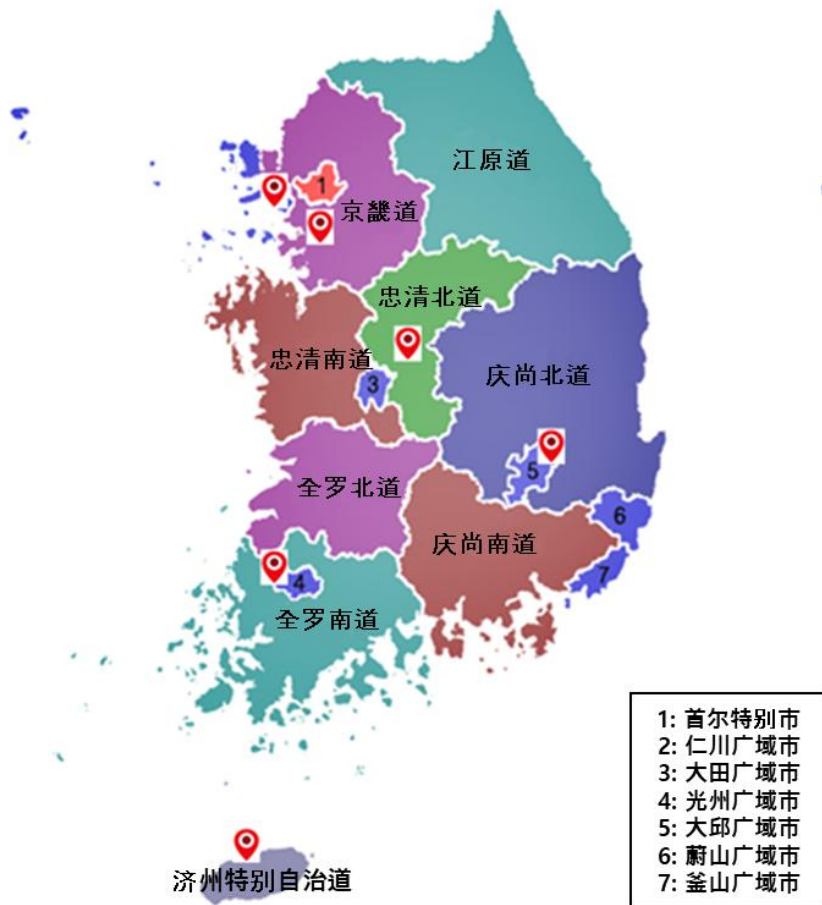 江原道
1
京畿道
忠清北道
忠清南道
3
庆尚北道
5
全罗北道
6
庆尚南道
7
4
全罗南道
济州特别自治道
1: 首尔特别市
2: 仁川广域市
3: 大田广域市
4: 光州广域市
5: 大邱广域市
6: 蔚山广域市
7: 釜山广域市